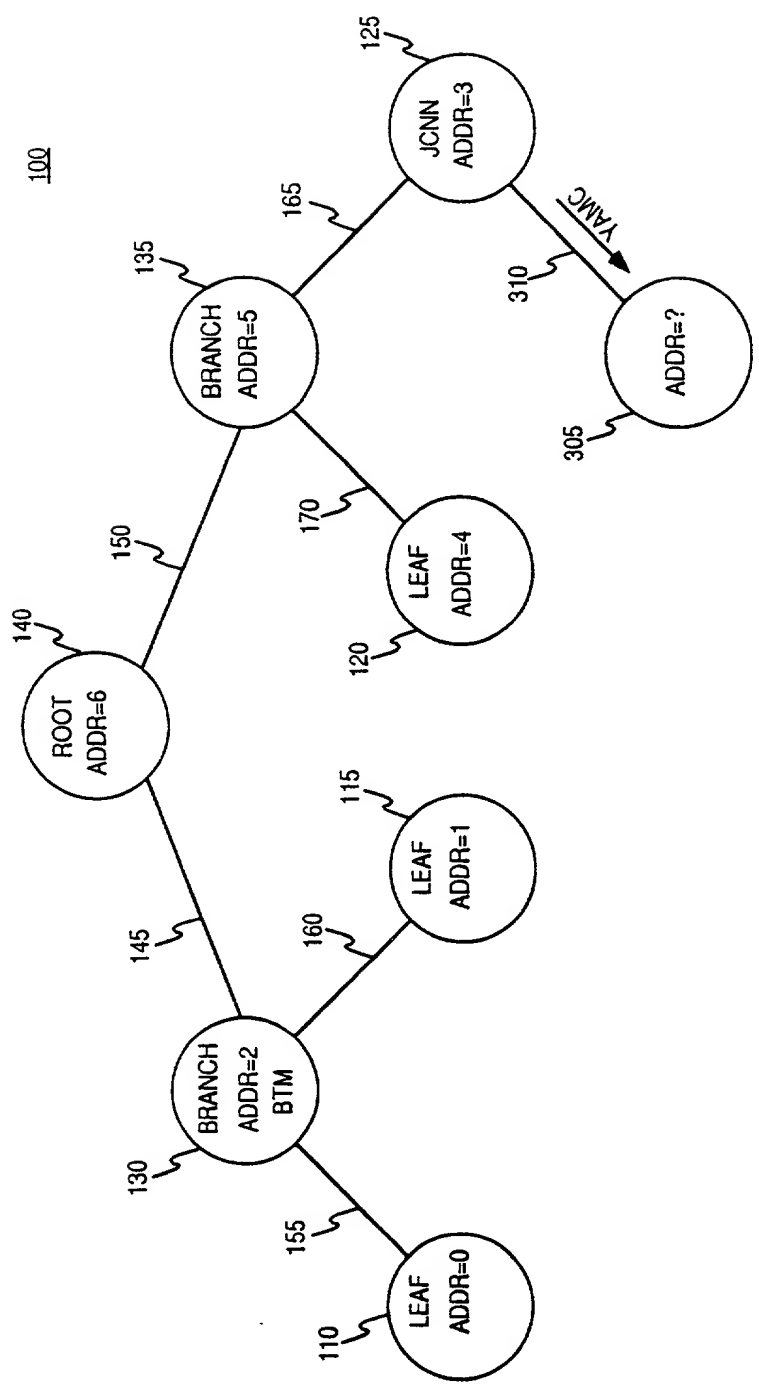 100
140
ROOT
ADDR=6
145
150
130
BRANCH
ADDR=2
BTM
135
BRANCH
ADDR=5
155
160
170
165
110
LEAF
ADDR=0
115
LEAF
ADDR=1
120
LEAF
ADDR=4
125
JCNN
ADDR=3
310
YAMC
305
ADDR=?